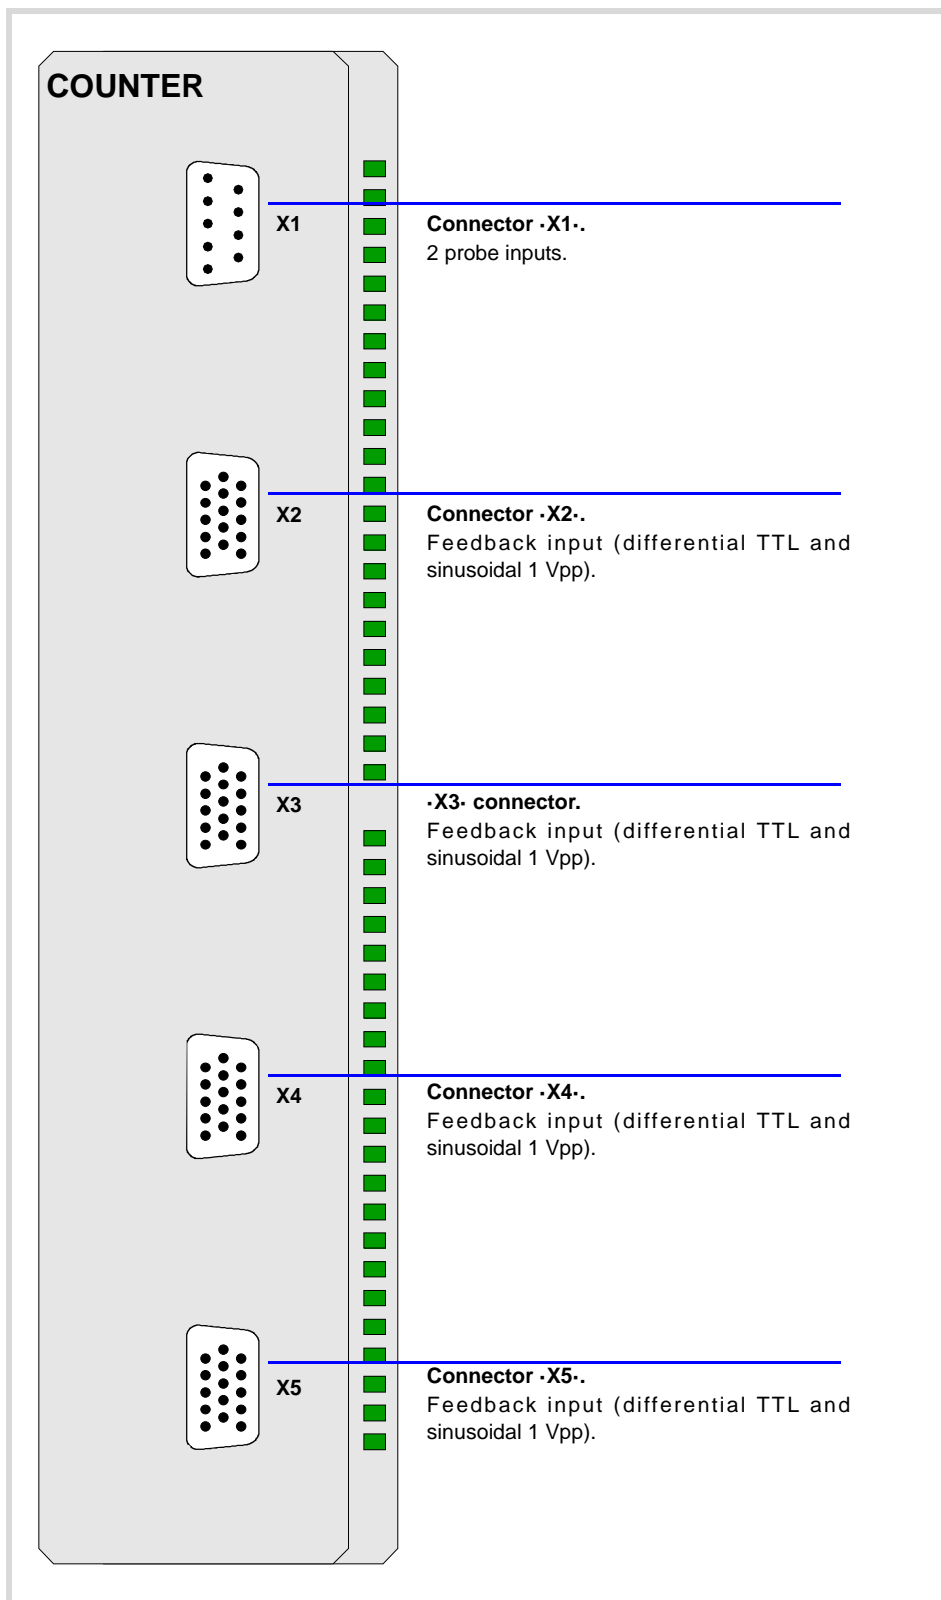 COUNTER
X1
Connector ·X1·.
2 probe inputs.
X2
Connector ·X2·.
Feedback input (differential TTL and
sinusoidal 1 Vpp).
X3
·X3· connector.
Feedback input (differential TTL and
sinusoidal 1 Vpp).
X4
Connector ·X4·.
Feedback input (differential TTL and
sinusoidal 1 Vpp).
X5
Connector ·X5·.
Feedback input (differential TTL and
sinusoidal 1 Vpp).